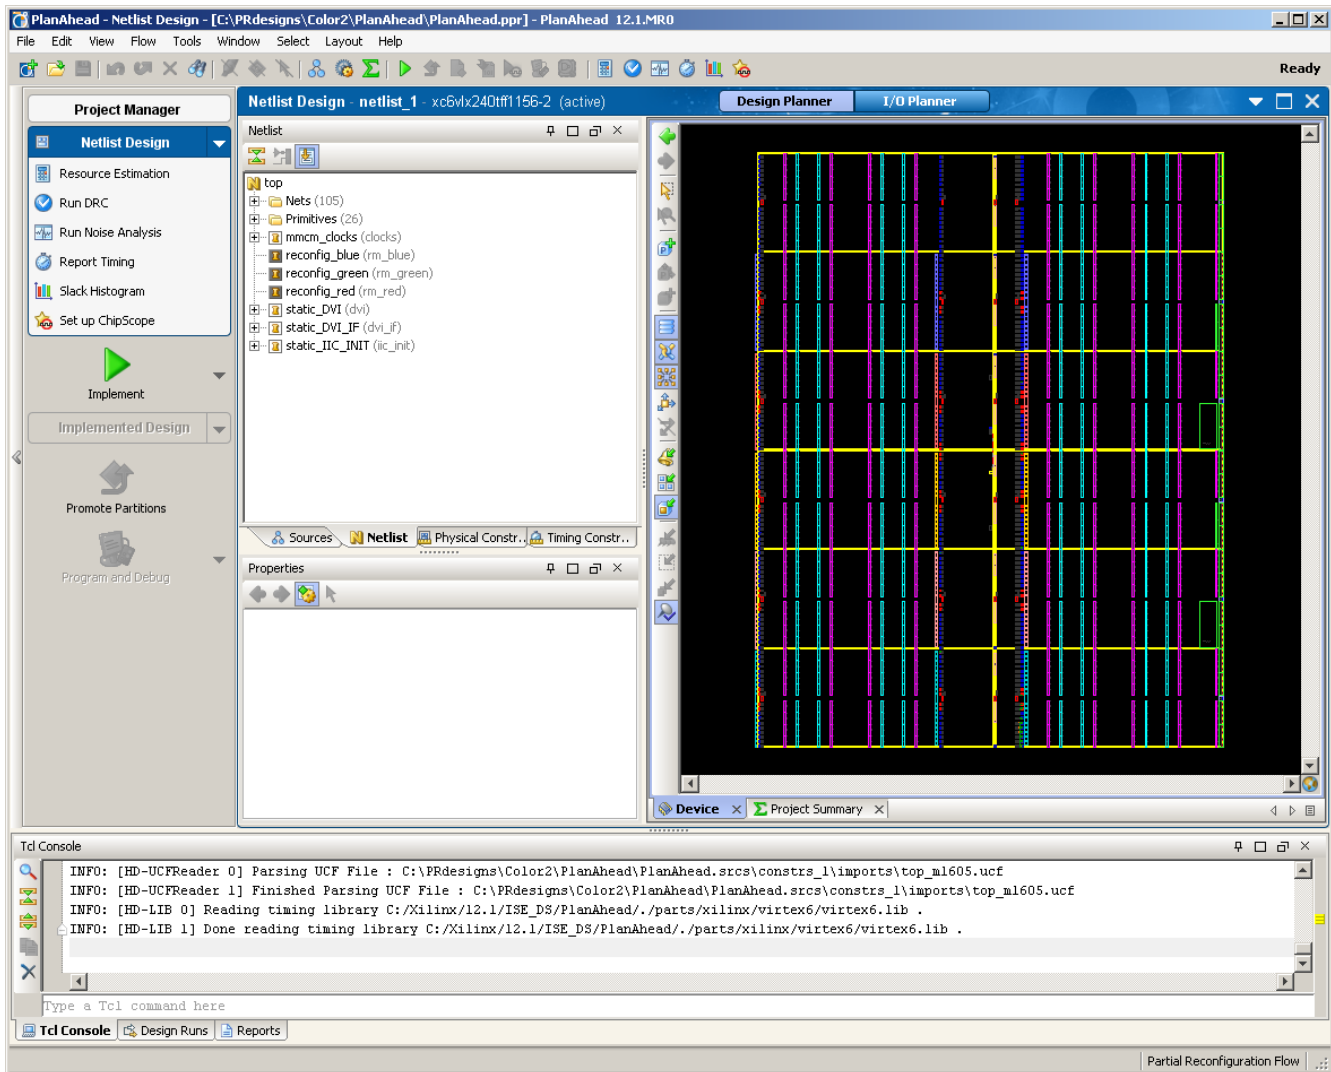 PlanAhead - Netlist Design - [C:\PRdesigns\Color2\PlanAhead\PlanAhead.ppr] - PlanAhead 12.1.MR0
File Edit View Flow Tools Window Select Layout Help
Ready
Project Manager
Netlist Design
Resource Estimation
Run DRC
Run Noise Analysis
Report Timing
Slack Histogram
Set up ChipScope
Implement
Implemented Design
Promote Partitions
Program and Debug
Netlist Design - netlist_1 - xc6vlx240tff1156-2 (active)
Design Planner I/O Planner
Netlist
top
Nets (105)
Primitives (26)
mmcm_clocks (clocks)
reconfig_blue (rm_blue)
reconfig_green (rm_green)
reconfig_red (rm_red)
static_DVI (dvi)
static_DVI_IF (dvi_if)
static_IIC_INIT (iic_init)
Sources Netlist Physical Constr.. Timing Constr..
Properties
Device Project Summary
Tcl Console
INFO: [HD-UCFReader 0] Parsing UCF File : C:\PRdesigns\Color2\PlanAhead\PlanAhead.srcs\constrs_1\imports\top_ml605.ucf
INFO: [HD-UCFReader 1] Finished Parsing UCF File : C:\PRdesigns\Color2\PlanAhead\PlanAhead.srcs\constrs_1\imports\top_ml605.ucf
INFO: [HD-LIB 0] Reading timing library C:/Xilinx/12.1/ISE_DS/PlanAhead/./parts/xilinx/virtex6/virtex6.lib .
INFO: [HD-LIB 1] Done reading timing library C:/Xilinx/12.1/ISE_DS/PlanAhead/./parts/xilinx/virtex6/virtex6.lib .
Type a Tcl command here
Tcl Console Design Runs Reports
Partial Reconfiguration Flow